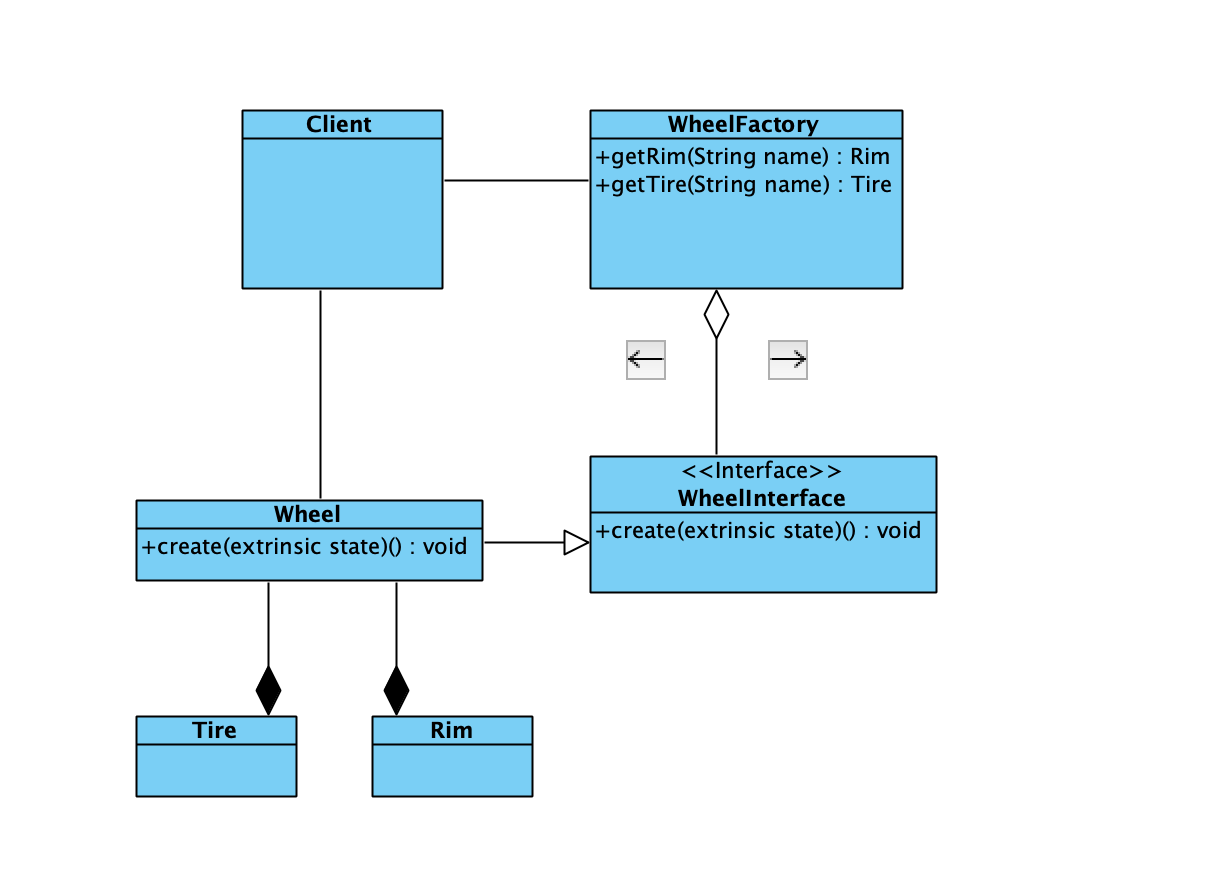 Client
WheelFactory
+getRim(String name) : Rim
+getTire(String name) : Tire
<<Interface>>
WheelInterface
+create(extrinsic state)() : void
Wheel
+create(extrinsic state)() : void
Tire
Rim